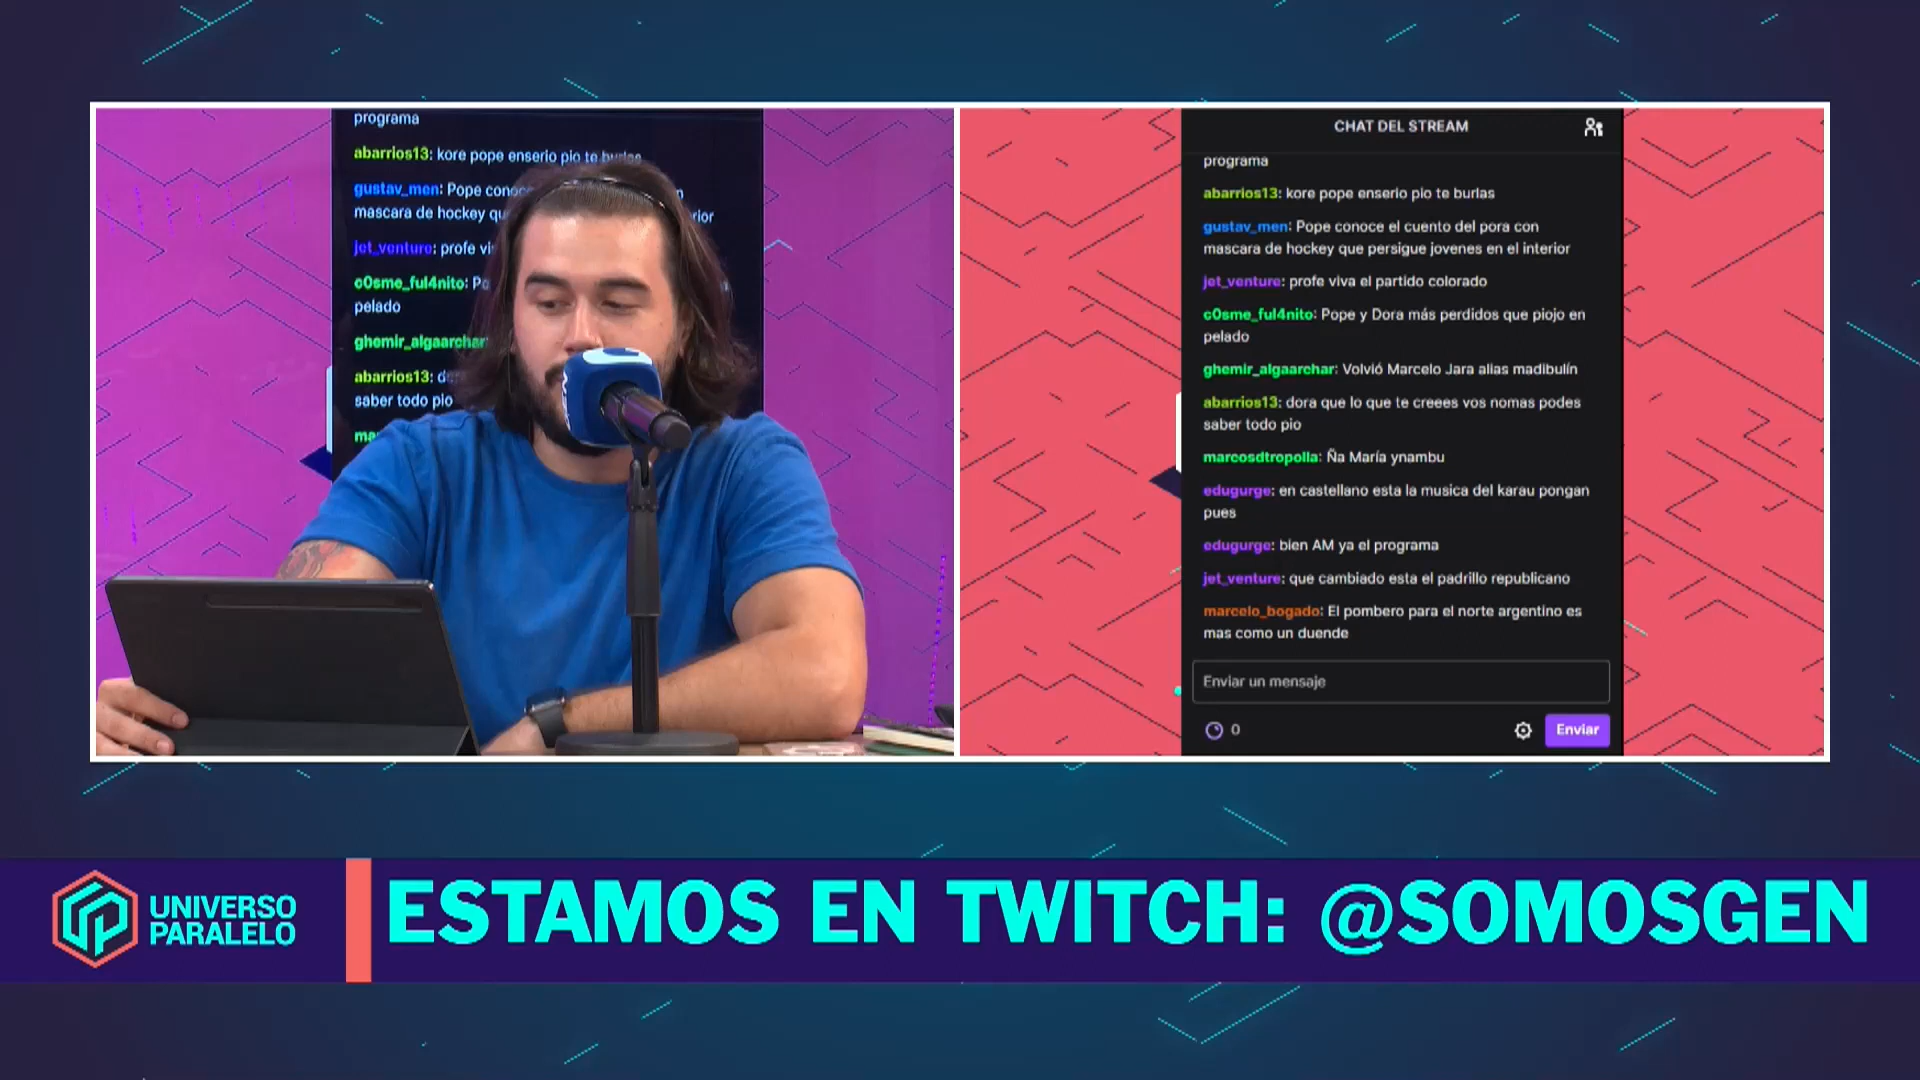 programa
abarrios13: kore pope enserio pio te burlas
gustav_men: Pope conoc
mascara de hockey qu
rior
jet_venture: profe vi
c0sme_ful4nito: Po
pelado
ghemir_algaarchar:
abarrios13: do
saber todo pio
ma
CHAT DEL STREAM
programa
abarrios13: kore pope enserio pio te burlas
gustav_men: Pope conoce el cuento del pora con
mascara de hockey que persigue jovenes en el interior
jet_venture: profe viva el partido colorado
c0sme_ful4nito: Pope y Dora más perdidos que piojo en
pelado
ghemir_algaarchar: Volvió Marcelo Jara alias madibulín
abarrios13: dora que lo que te creees vos nomas podes
saber todo pio
marcosdtropolla: Ña María ynambu
edugurge: en castellano esta la musica del karau pongan
pues
edugurge: bien AM ya el programa
jet_venture: que cambiado esta el padrillo republicano
marcelo_bogado: El pombero para el norte argentino es
mas como un duende
Enviar un mensaje
0
Enviar
UNIVERSO
PARALELO
ESTAMOS EN TWITCH: @SOMOSGEN